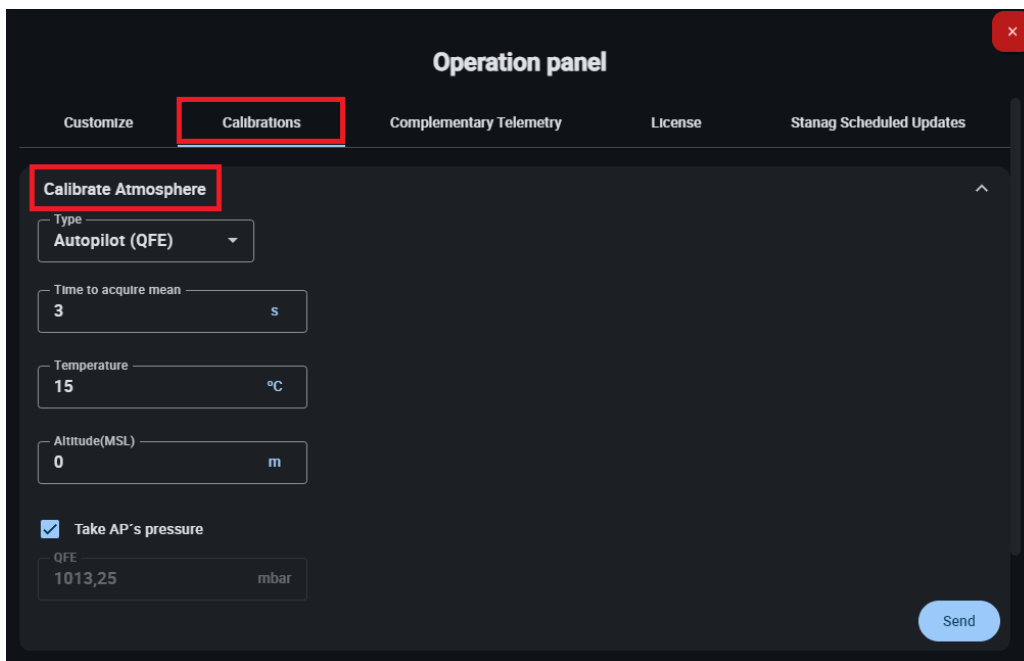 ×
Operation panel
Customize Calibrations Complementary Telemetry License Stanag Scheduled Updates
Calibrate Atmosphere
Type
Autopilot (QFE)
Time to acquire mean
3 s
Temperature
15 ºC
Altitude(MSL)
0 m
Take AP´s pressure
QFE
1013,25 mbar
Send